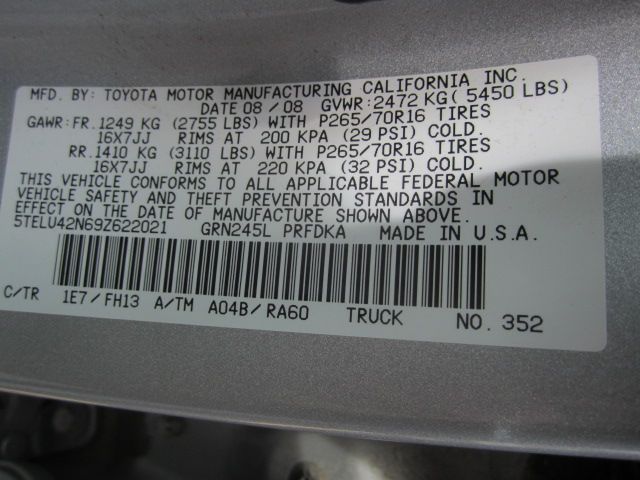 MFD. BY: TOYOTA MOTOR MANUFACTURING CALIFORNIA INC.
DATE 08/08 GVWR:2472 KG( 5450 LBS)
GAWR:FR.1249 KG (2755 LBS) WITH P265/70R16 TIRES
16X7JJ RIMS AT 200 KPA (29 PSI) COLD.
RR.1410 KG (3110 LBS) WITH P265/70R16 TIRES
16X7JJ RIMS AT 220 KPA (32 PSI) COLD.
THIS VEHICLE CONFORMS TO ALL APPLICABLE FEDERAL MOTOR
VEHICLE SAFETY AND THEFT PREVENTION STANDARDS IN
EFFECT ON THE DATE OF MANUFACTURE SHOWN ABOVE.
5TELU42N69Z622021 GRN245L PRFDKA MADE IN U.S.A.
C/TR 1E7/FH13 A/TM A04B/RA60 TRUCK NO. 352